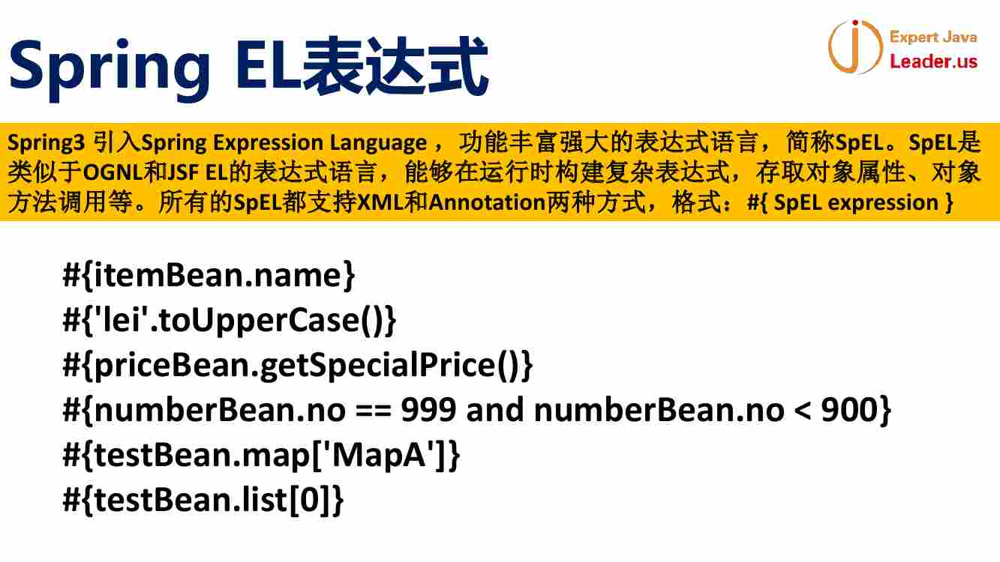 Spring EL表达式
Expert Java
Leader.us
Spring3 引入Spring Expression Language ，功能丰富强大的表达式语言，简称SpEL。SpEL是
类似于OGNL和JSF EL的表达式语言，能够在运行时构建复杂表达式，存取对象属性、对象
方法调用等。所有的SpEL都支持XML和Annotation两种方式，格式：#{ SpEL expression }
#{itemBean.name}
#{'lei'.toUpperCase()}
#{priceBean.getSpecialPrice()}
#{numberBean.no == 999 and numberBean.no < 900}
#{testBean.map['MapA']}
#{testBean.list[0]}